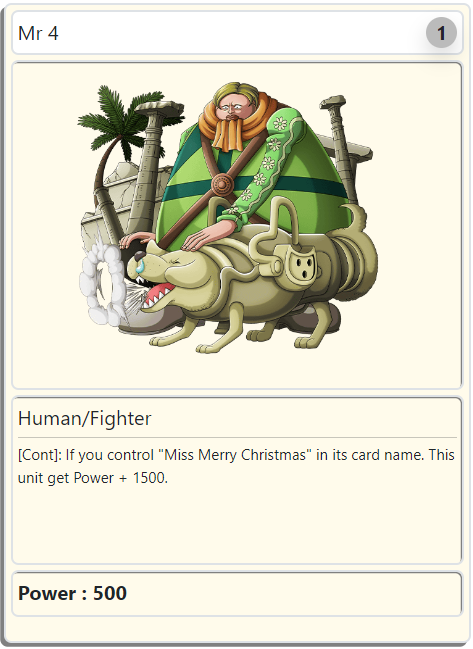 Mr 4
1
Human/Fighter
[Cont]: If you control "Miss Merry Christmas" in its card name. This
unit get Power + 1500.
Power : 500